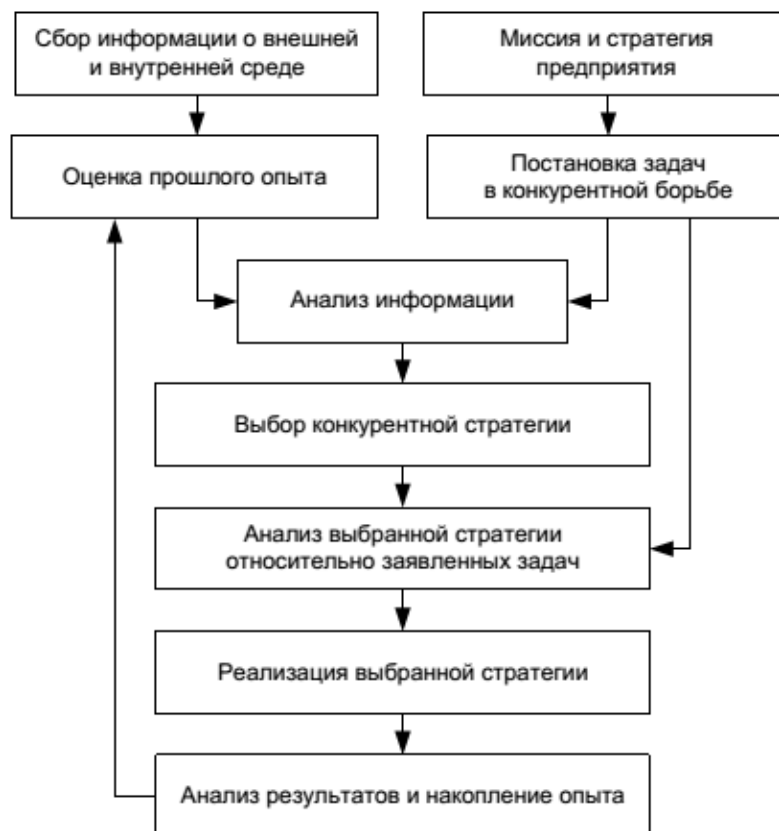 Сбор информации о внешней
и внутренней среде
Миссия и стратегия
предприятия
Оценка прошлого опыта
Постановка задач
в конкурентной борьбе
Анализ информации
Выбор конкурентной стратегии
Анализ выбранной стратегии
относительно заявленных задач
Реализация выбранной стратегии
Анализ результатов и накопление опыта